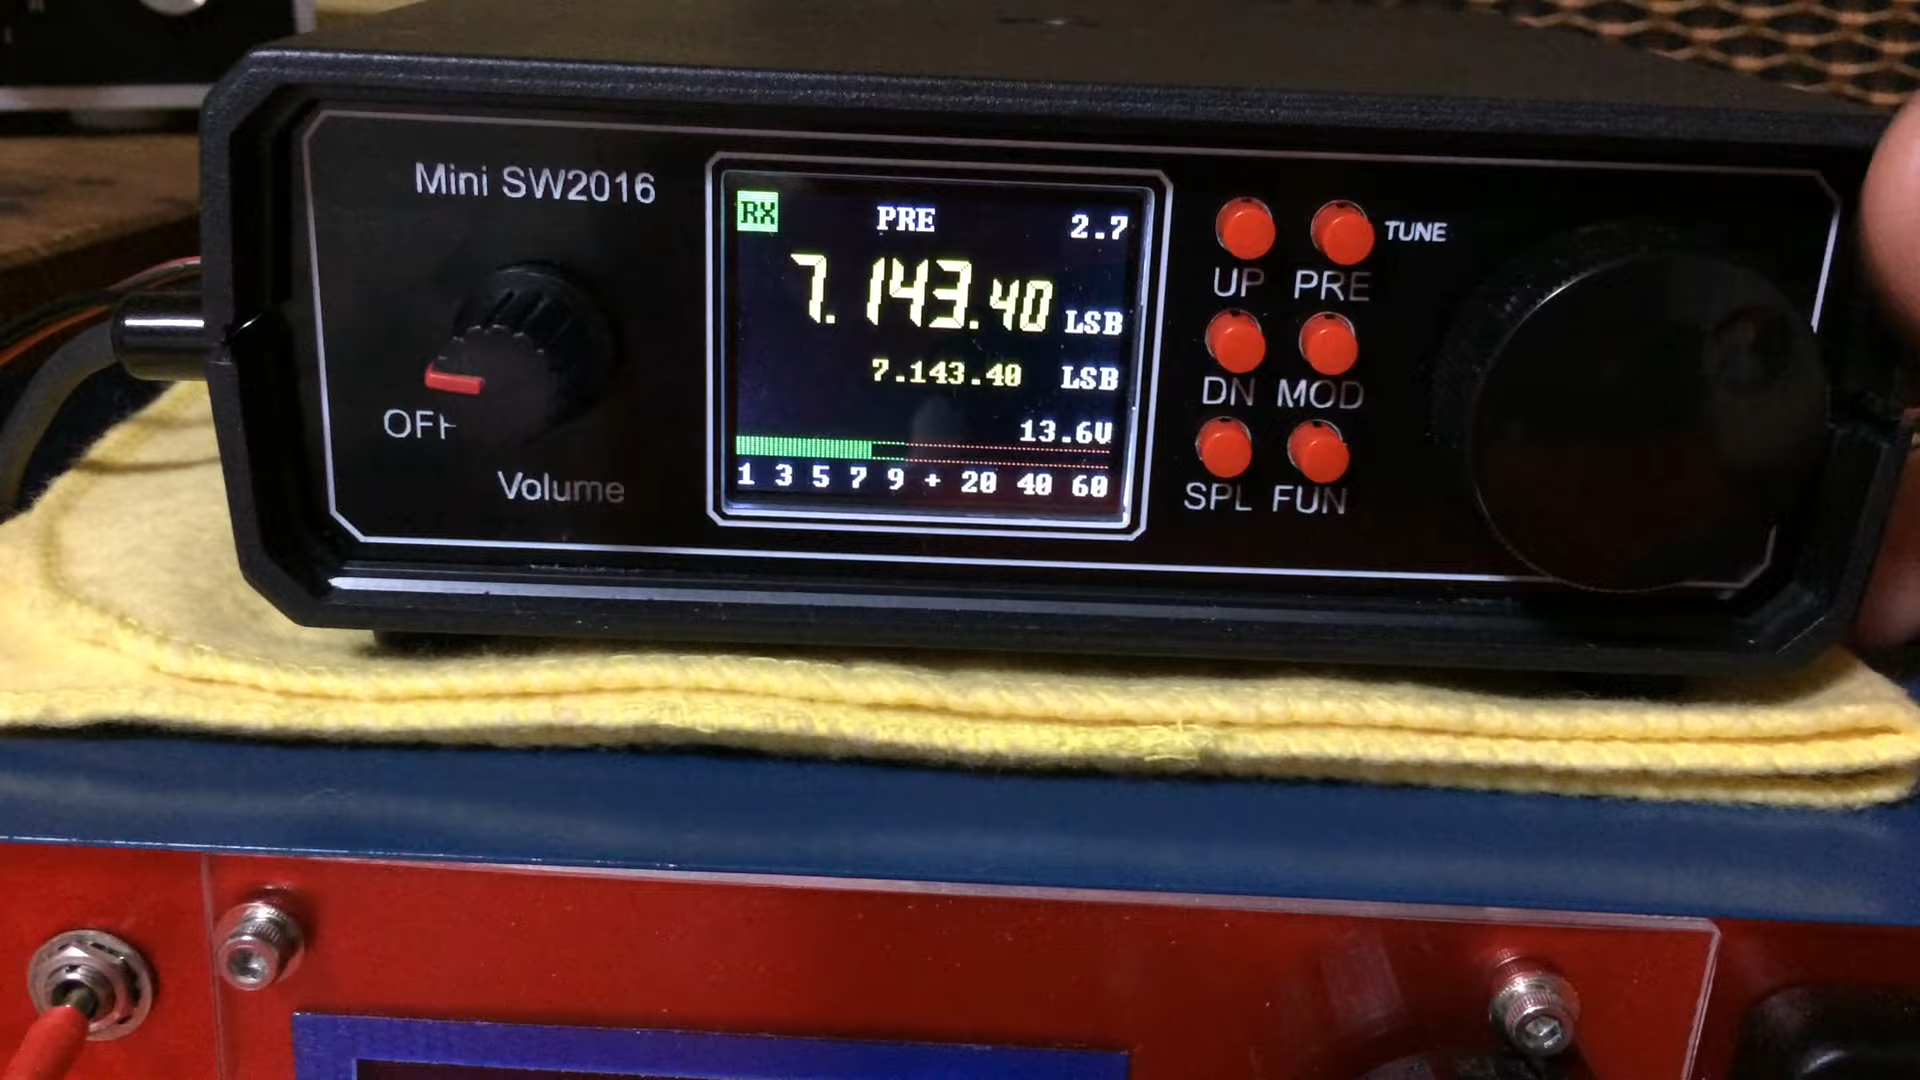 Mini SW2016
OFF
Volume
RX PRE 2.7
7.143.40 LSB
7.143.40 LSB
13.6V
1 3 5 7 9 + 20 40 60
TUNE
UP PRE
DN MOD
SPL FUN